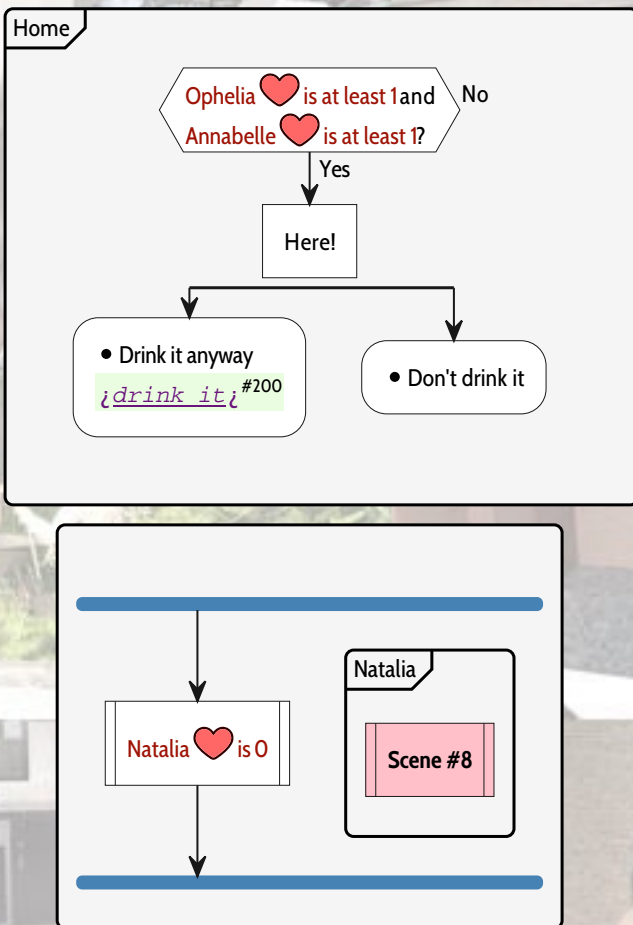 Home
Ophelia ❤ is at least 1 and
Annabelle ❤ is at least 1?
No
Yes
Here!
• Drink it anyway
¿drink it¿ #200
• Don't drink it
Natalia
Natalia ❤ is 0
Scene #8